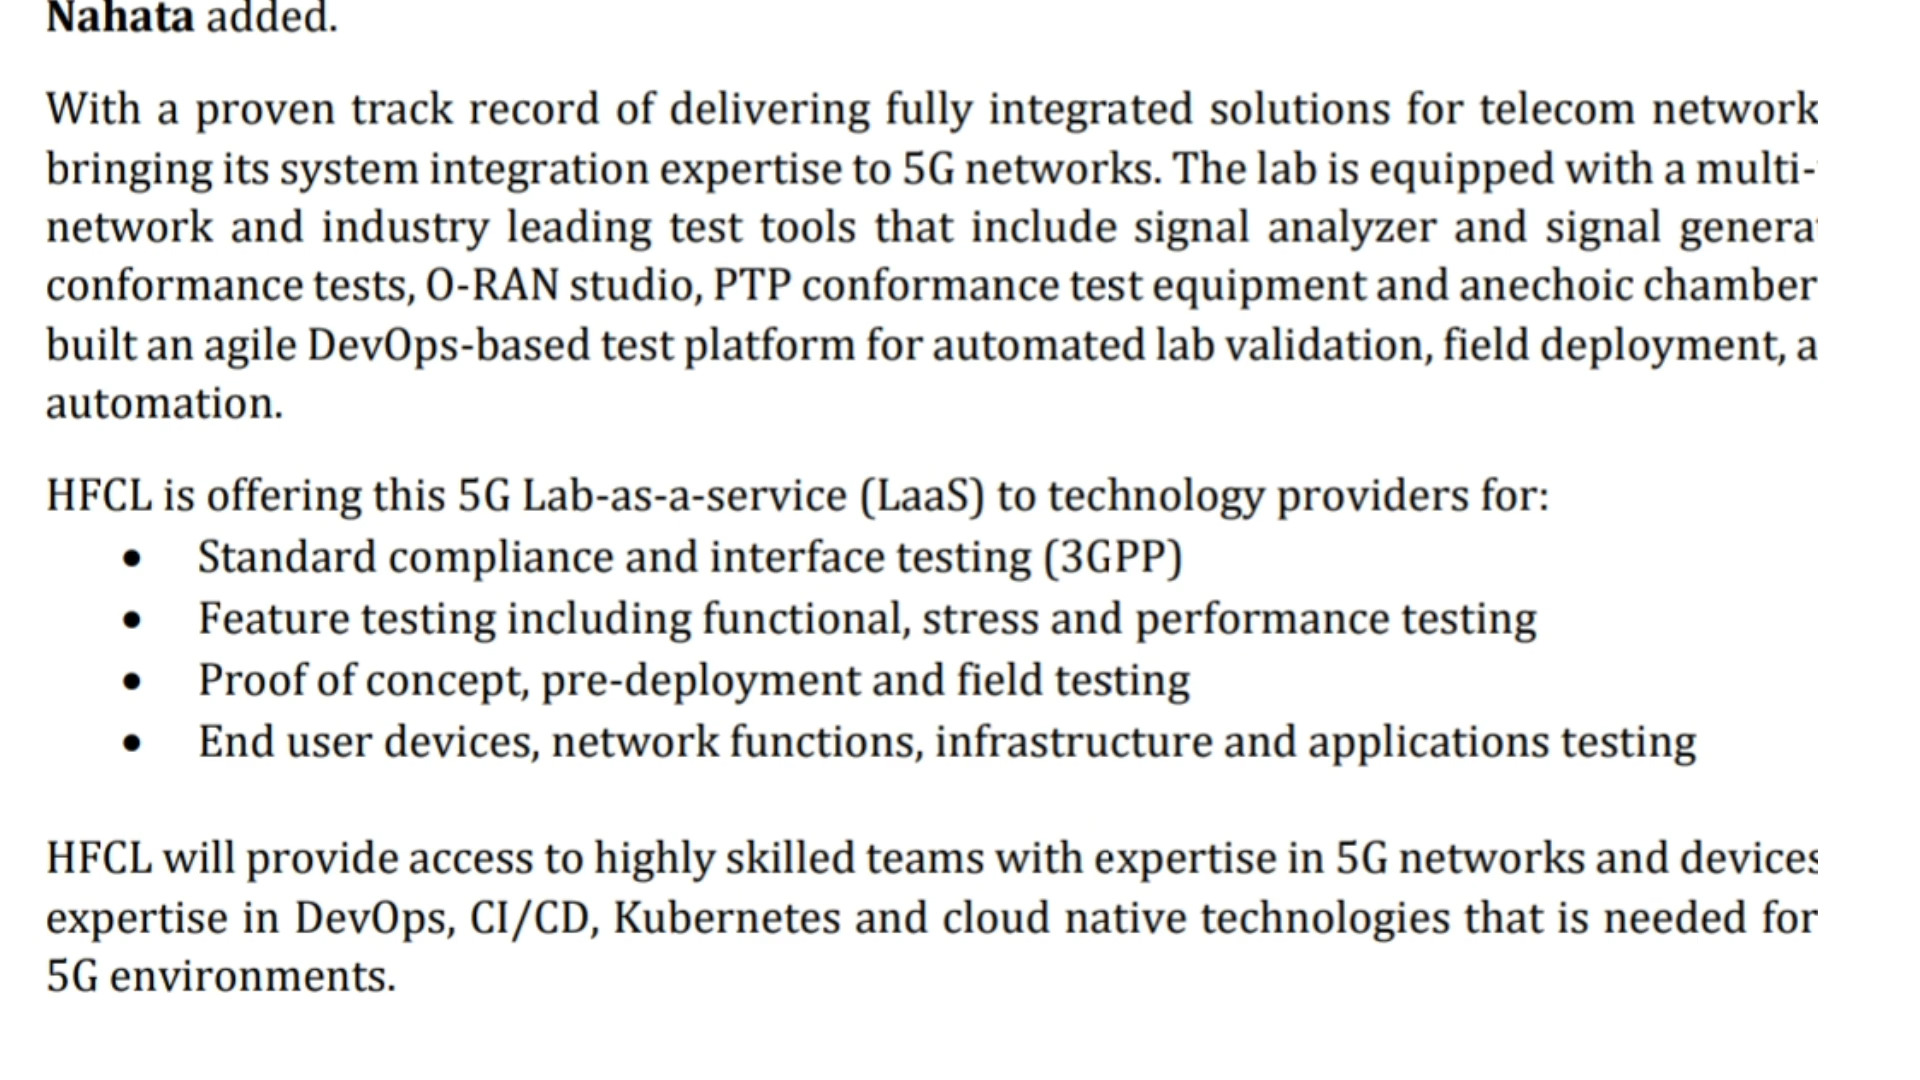 Nahata added.
With a proven track record of delivering fully integrated solutions for telecom network
bringing its system integration expertise to 5G networks. The lab is equipped with a multi-
network and industry leading test tools that include signal analyzer and signal genera
conformance tests, O-RAN studio, PTP conformance test equipment and anechoic chamber
built an agile DevOps-based test platform for automated lab validation, field deployment, a
automation.
HFCL is offering this 5G Lab-as-a-service (LaaS) to technology providers for:
• Standard compliance and interface testing (3GPP)
• Feature testing including functional, stress and performance testing
• Proof of concept, pre-deployment and field testing
• End user devices, network functions, infrastructure and applications testing
HFCL will provide access to highly skilled teams with expertise in 5G networks and devices
expertise in DevOps, CI/CD, Kubernetes and cloud native technologies that is needed for
5G environments.